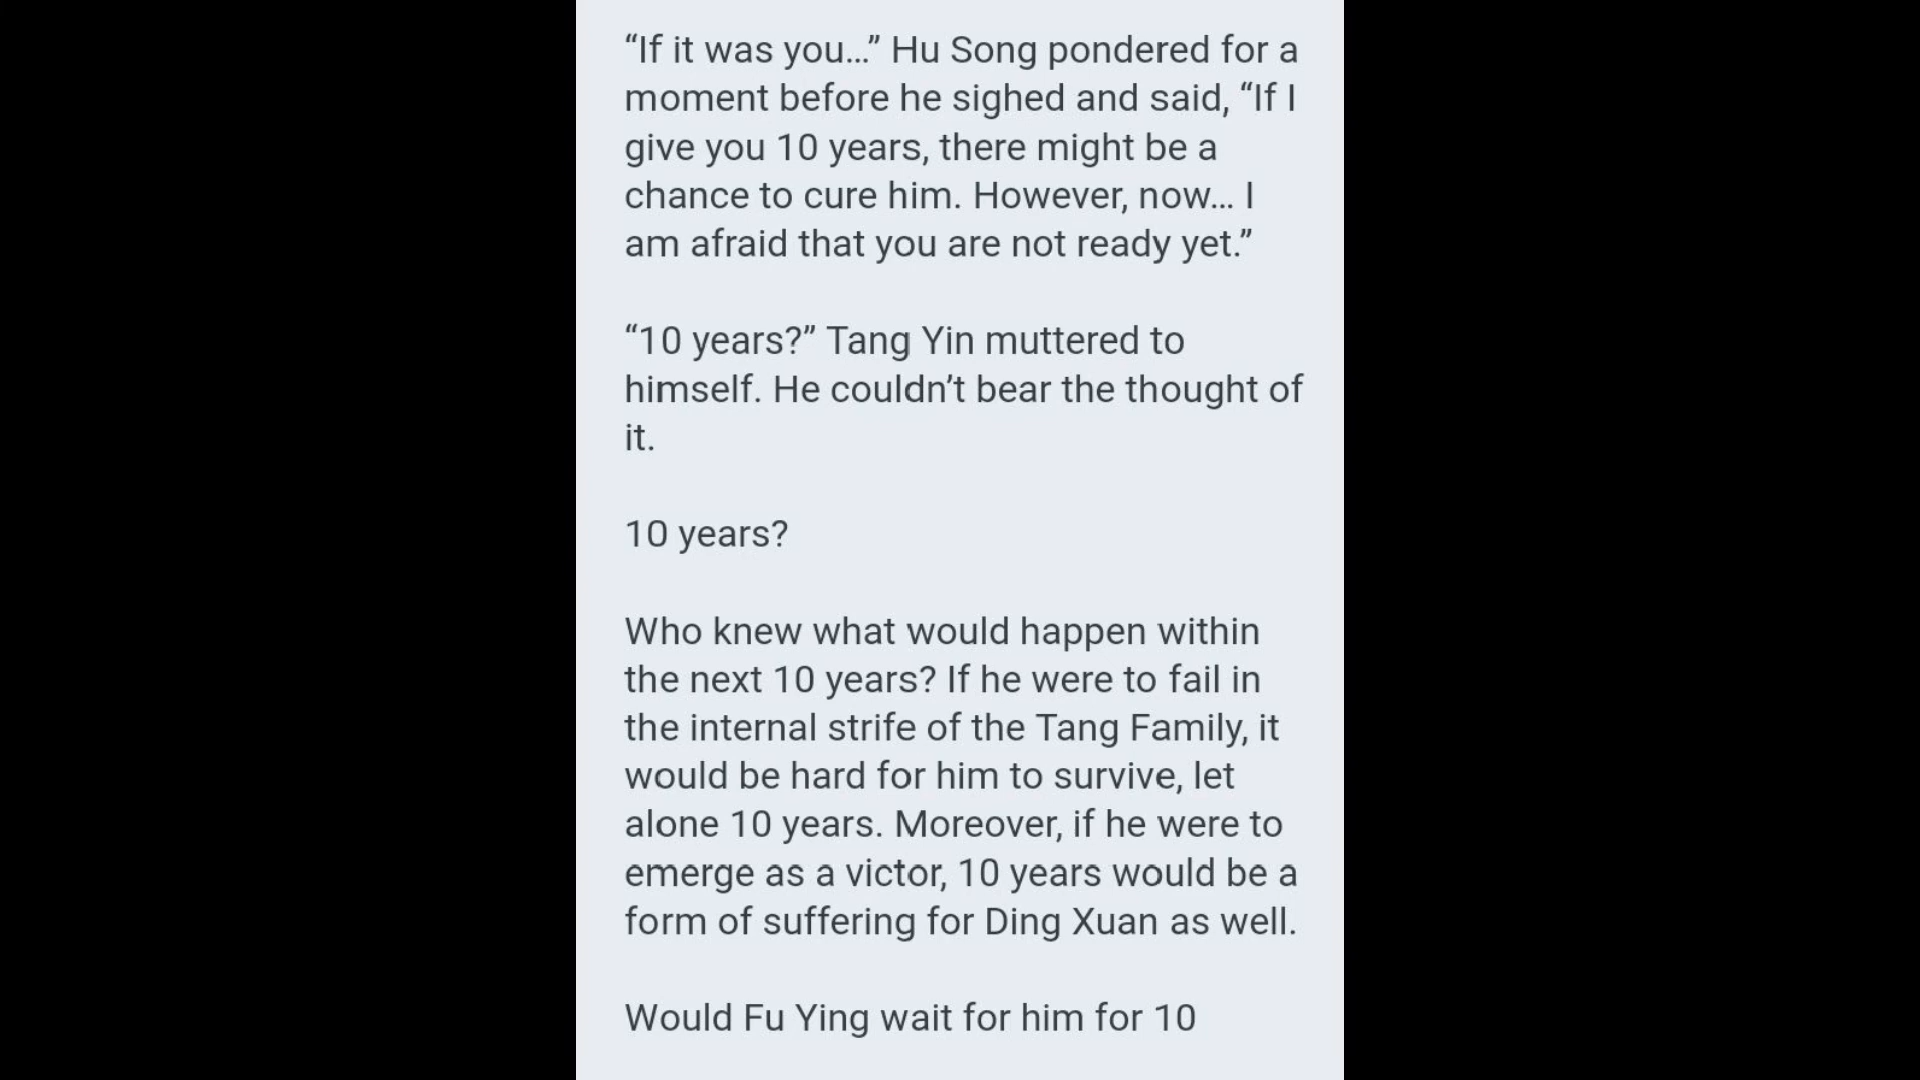 “If it was you…” Hu Song pondered for a
moment before he sighed and said, “If I
give you 10 years, there might be a
chance to cure him. However, now… I
am afraid that you are not ready yet.”
“10 years?” Tang Yin muttered to
himself. He couldn’t bear the thought of
it.
10 years?
Who knew what would happen within
the next 10 years? If he were to fail in
the internal strife of the Tang Family, it
would be hard for him to survive, let
alone 10 years. Moreover, if he were to
emerge as a victor, 10 years would be a
form of suffering for Ding Xuan as well.
Would Fu Ying wait for him for 10